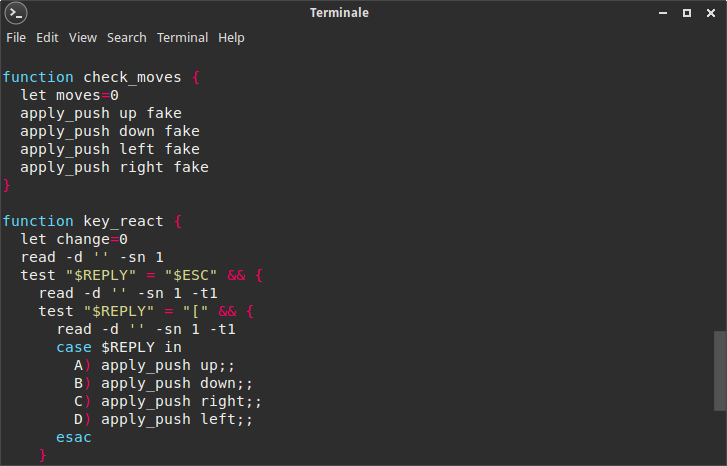 Terminale
File Edit View Search Terminal Help
function check_moves {
  let moves=0
  apply_push up fake
  apply_push down fake
  apply_push left fake
  apply_push right fake
}
function key_react {
  let change=0
  read -d '' -sn 1
  test "$REPLY" = "$ESC" && {
    read -d '' -sn 1 -t1
    test "$REPLY" = "[" && {
      read -d '' -sn 1 -t1
      case $REPLY in
        A) apply_push up;;
        B) apply_push down;;
        C) apply_push right;;
        D) apply_push left;;
      esac
    }